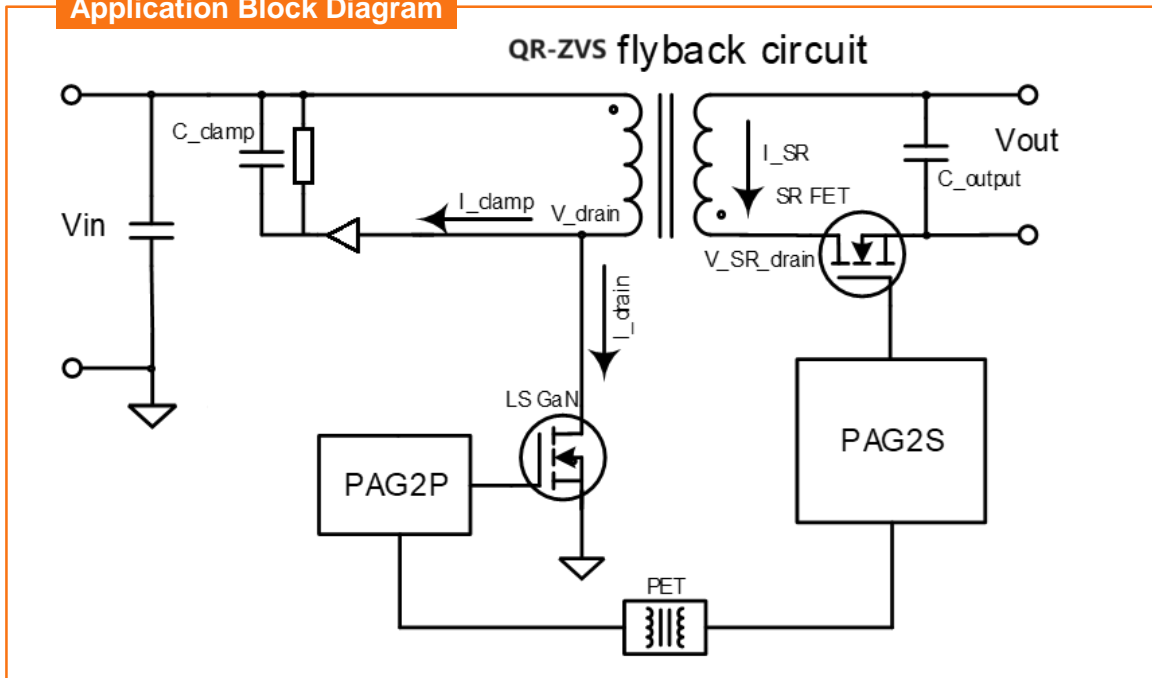 Application Block Diagram
QR-ZVS flyback circuit
C_clamp
I_clamp
V_drain
I_SR
SR FET
C_output
Vout
Vin
V_SR_drain
I_drain
LS GaN
PAG2P
PAG2S
PET